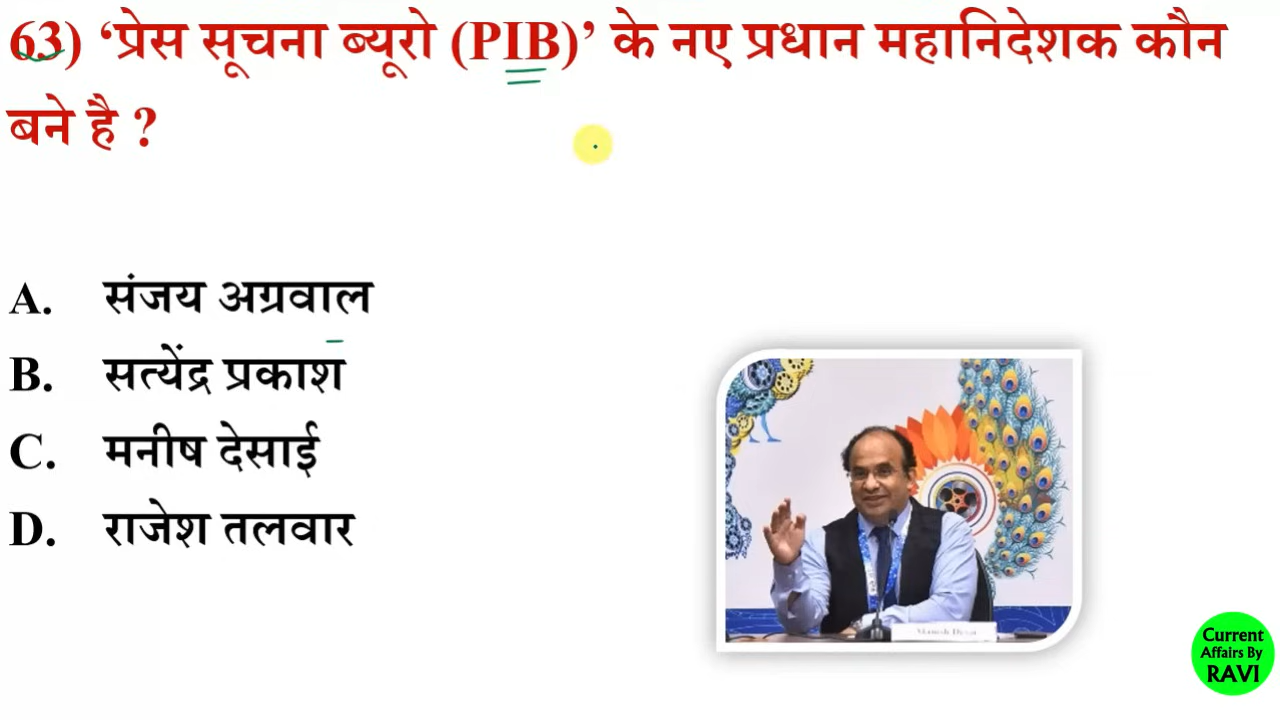 63) ‘प्रेस सूचना ब्यूरो (PIB)’ के नए प्रधान महानिदेशक कौन
बने है ?
A. संजय अग्रवाल
B. सत्येंद्र प्रकाश
C. मनीष देसाई
D. राजेश तलवार
Current
Affairs By
RAVI